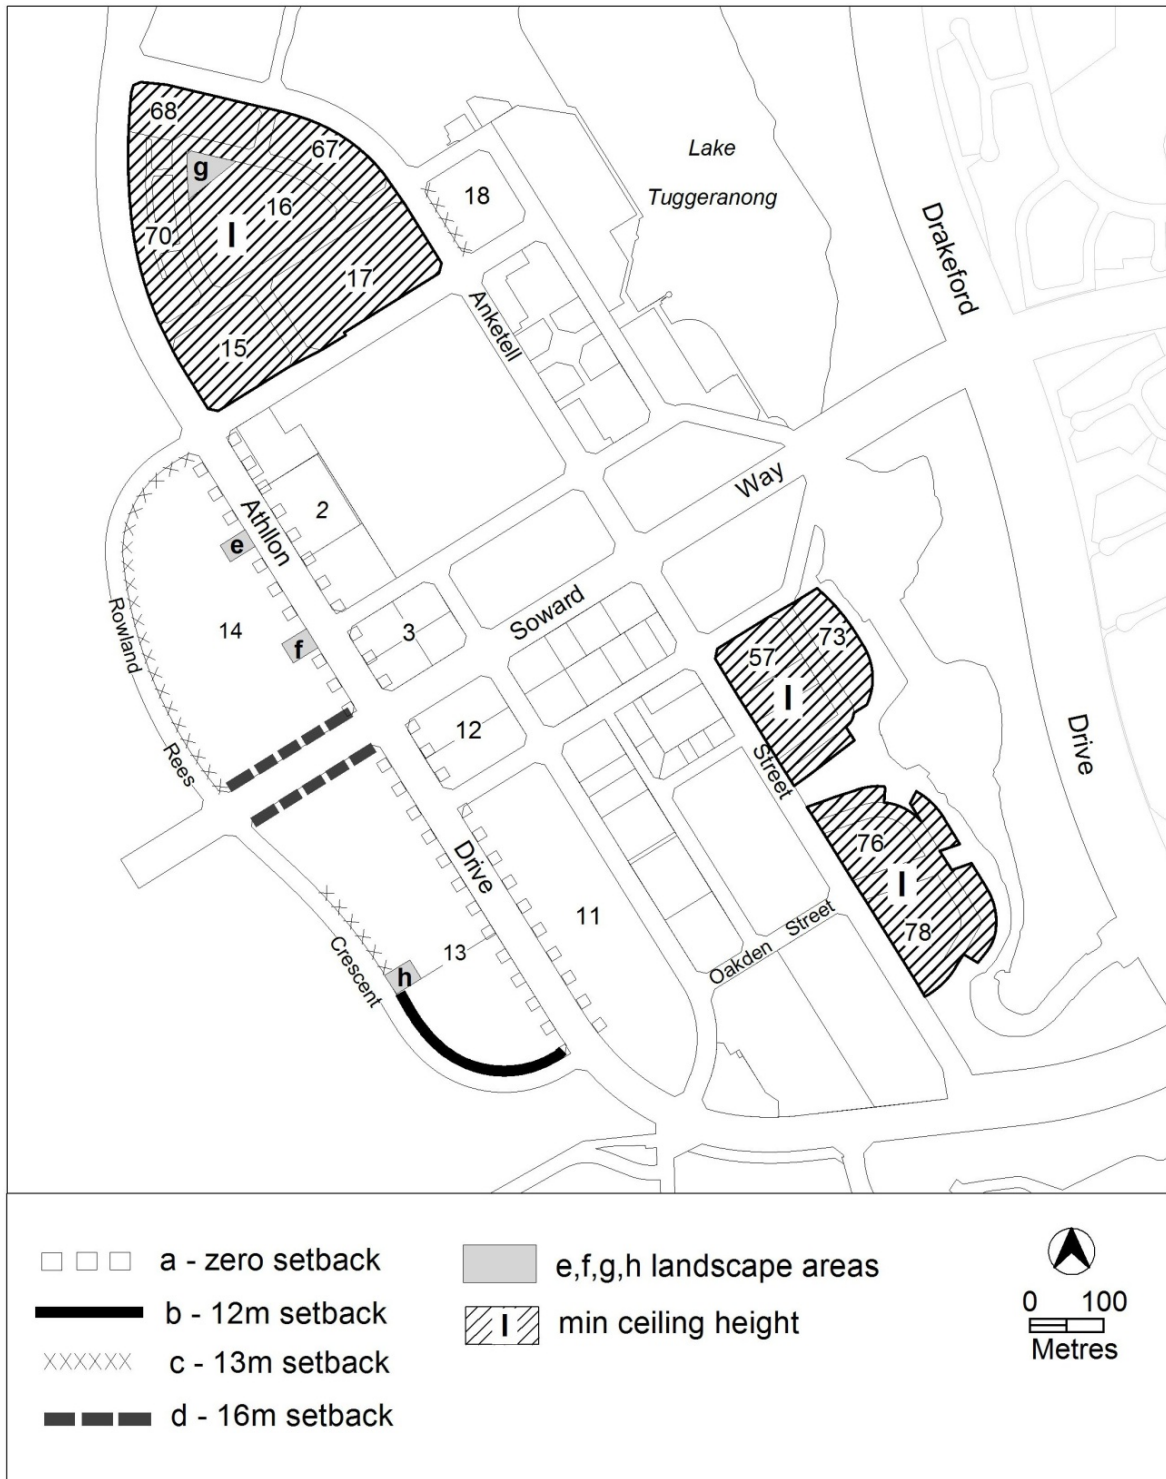 68
67
g
Lake
Tuggeranong
18
16
Drakeford
70
I
17
Anketell
15
Way
2
Athllon
e
Rowland
14
Soward
3
f
73
57
I
12
Drive
Rees
Street
Drive
76
I
11
78
Oakden Street
13
Crescent
h
a - zero setback
b - 12m setback
c - 13m setback
d - 16m setback
e,f,g,h landscape areas
I min ceiling height
0 100
Metres